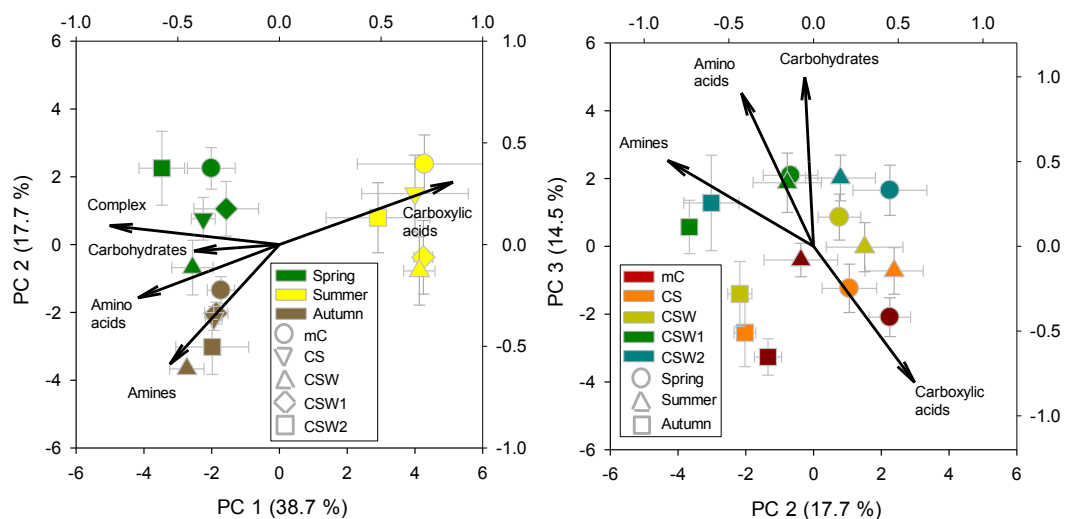 -1.0 -0.5 0.0 0.5 1.0
6
4
2
0
-2
-4
-6
PC 2 (17.7 %)
1.0
0.5
0.0
-0.5
-1.0
Complex
Carbohydrates
Amino
acids
Amines
Carboxylic
acids
Spring
Summer
Autumn
mC
CS
CSW
CSW1
CSW2
-6 -4 -2 0 2 4 6
PC 1 (38.7 %)
-1.0 -0.5 0.0 0.5 1.0
6
4
2
0
-2
-4
-6
PC 3 (14.5 %)
1.0
0.5
0.0
-0.5
-1.0
Amino
acids
Carbohydrates
Amines
Carboxylic
acids
mC
CS
CSW
CSW1
CSW2
Spring
Summer
Autumn
-6 -4 -2 0 2 4 6
PC 2 (17.7 %)